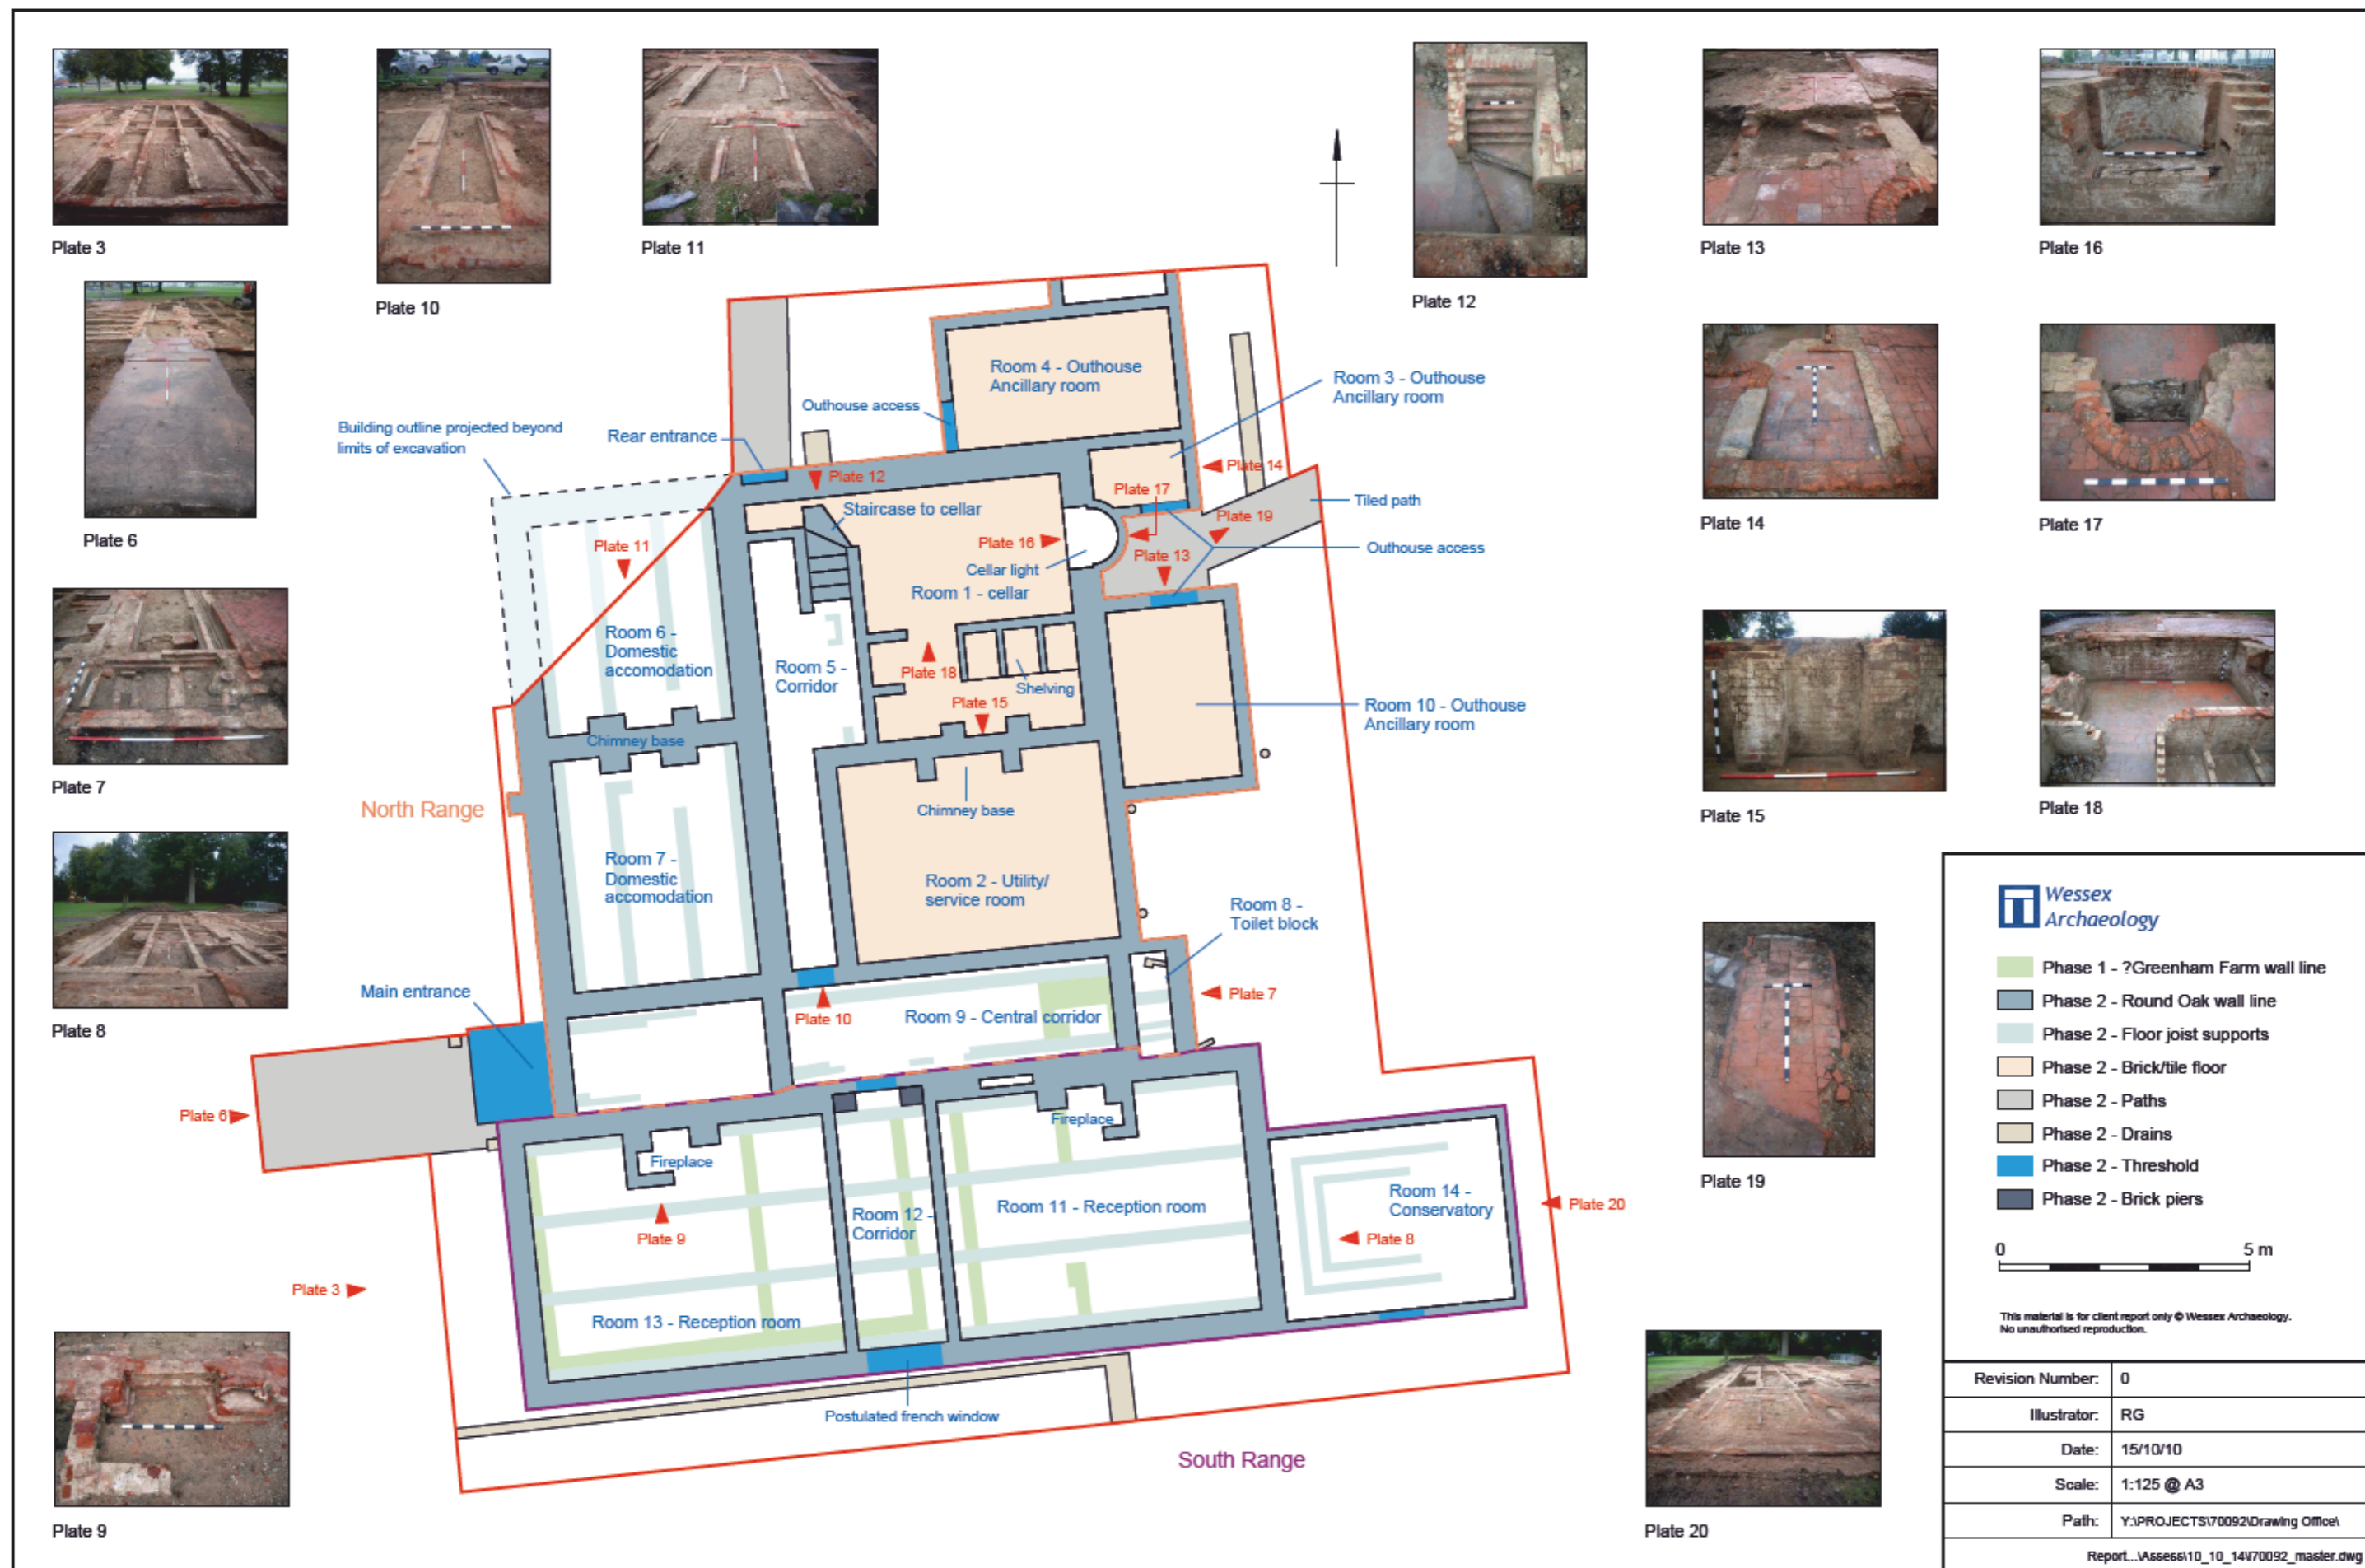 Plate 3
Plate 10
Plate 11
Plate 12
Plate 13
Plate 16
Plate 6
Plate 14
Plate 17
Plate 7
Plate 15
Plate 18
Plate 8
Plate 19
Plate 9
Plate 20
Building outline projected beyond
limits of excavation
Rear entrance
Outhouse access
Room 4 - Outhouse
Ancillary room
Room 3 - Outhouse
Ancillary room
Plate 14
Plate 12
Plate 17
Tiled path
Staircase to cellar
Plate 19
Plate 11
Plate 16
Plate 13
Outhouse access
Cellar light
Room 1 - cellar
Room 6 -
Domestic
accomodation
Room 5 -
Corridor
Plate 18
Shelving
Plate 15
Room 10 - Outhouse
Ancillary room
Chimney base
North Range
Chimney base
Room 7 -
Domestic
accomodation
Room 2 - Utility/
service room
Room 8 -
Toilet block
Main entrance
Plate 7
Plate 10
Room 9 - Central corridor
Plate 6
Fireplace
Fireplace
Room 11 - Reception room
Room 14 -
Conservatory
Plate 20
Room 12 -
Corridor
Plate 9
Plate 8
Plate 3
Room 13 - Reception room
Postulated french window
South Range
Wessex
Archaeology
Phase 1 - ?Greenham Farm wall line
Phase 2 - Round Oak wall line
Phase 2 - Floor joist supports
Phase 2 - Brick/tile floor
Phase 2 - Paths
Phase 2 - Drains
Phase 2 - Threshold
Phase 2 - Brick piers
0 5 m
This material is for client report only © Wessex Archaeology.
No unauthorised reproduction.
Revision Number: 0
Illustrator: RG
Date: 15/10/10
Scale: 1:125 @ A3
Path: Y:\PROJECTS\70092\Drawing Office\
Report...\Assess\10_10_14\70092_master.dwg